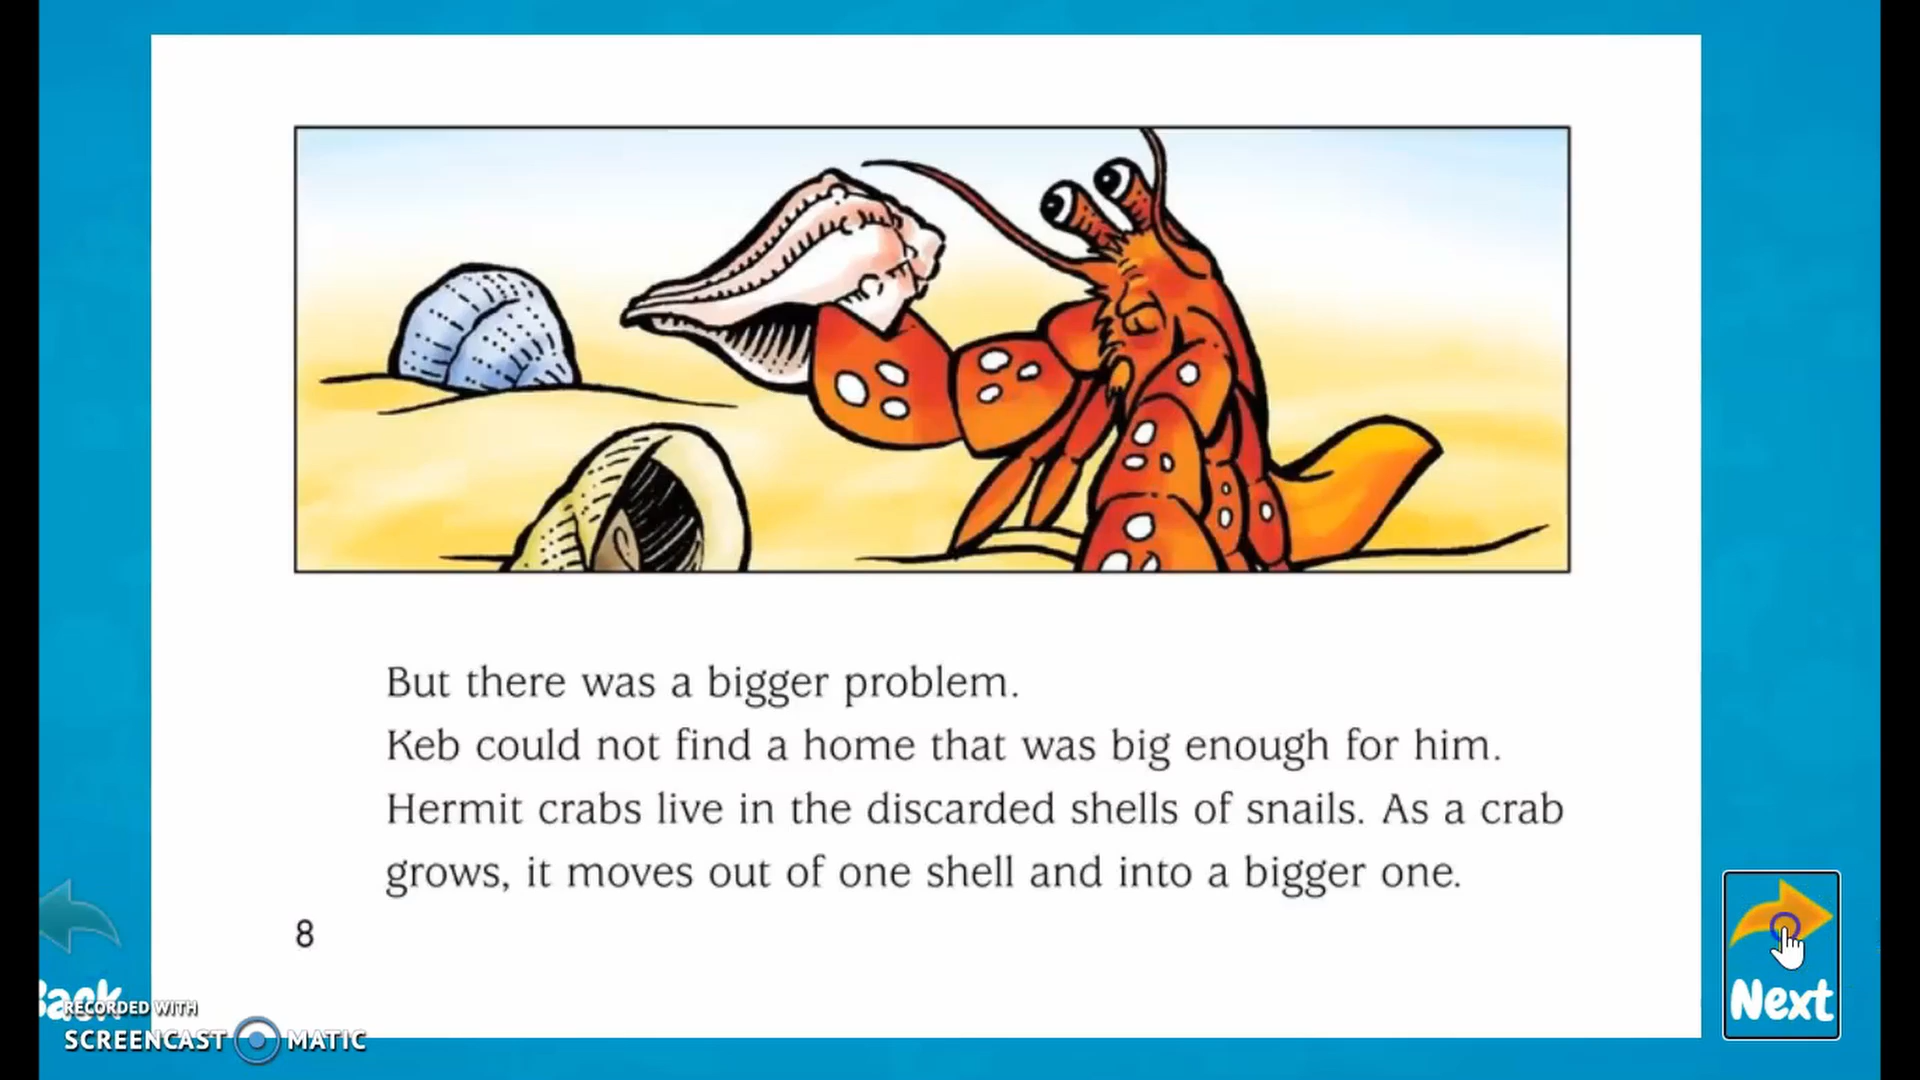 But there was a bigger problem.
Keb could not find a home that was big enough for him.
Hermit crabs live in the discarded shells of snails. As a crab
grows, it moves out of one shell and into a bigger one.
8
Back
RECORDED WITH
SCREENCAST MATIC
Next